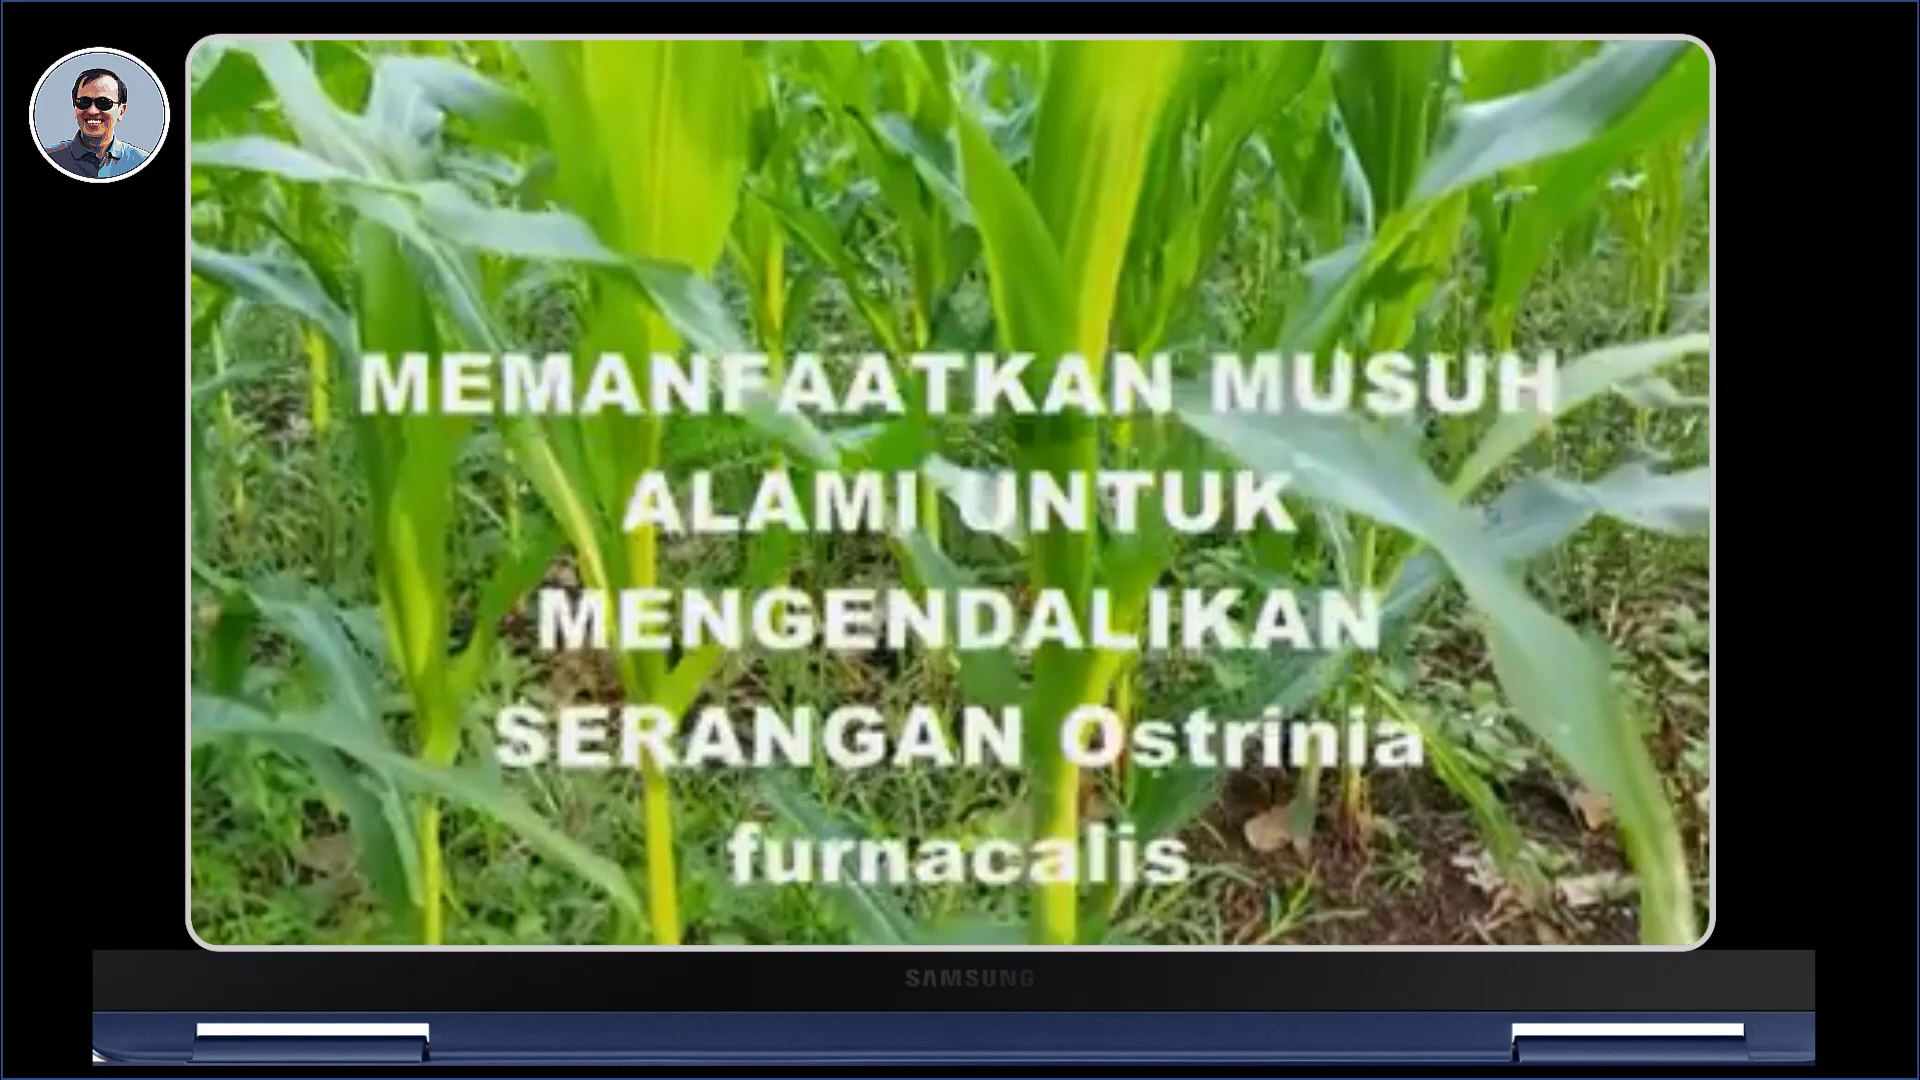 MEMANFAATKAN MUSUH
ALAMI UNTUK
MENGENDALIKAN
SERANGAN Ostrinia
furnacalis
SAMSUNG